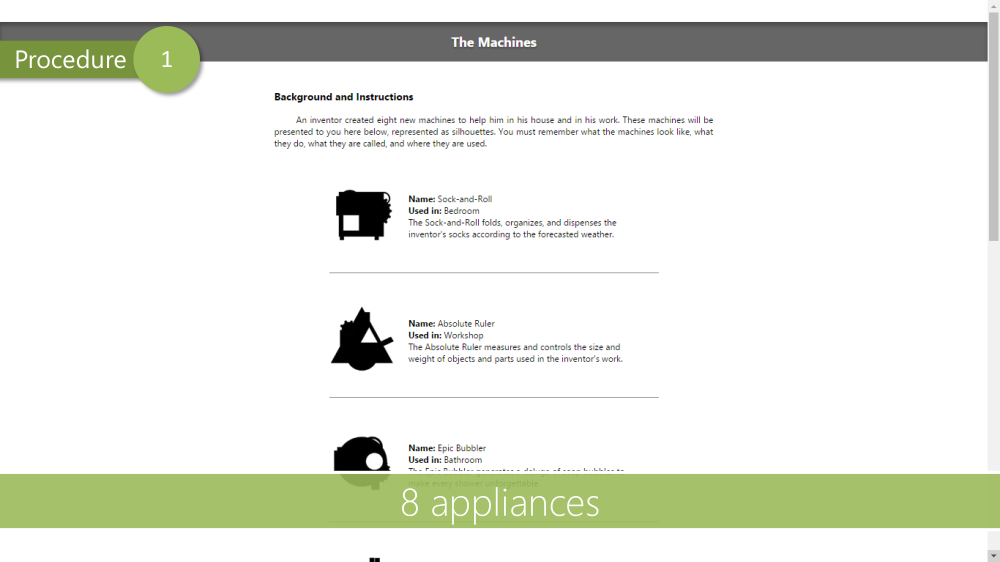 The Machines
Procedure 1
Background and Instructions
An inventor created eight new machines to help him in his house and in his work. These machines will be
presented to you here below, represented as silhouettes. You must remember what the machines look like, what
they do, what they are called, and where they are used.
Name: Sock-and-Roll
Used in: Bedroom
The Sock-and-Roll folds, organizes, and dispenses the
inventor's socks according to the forecasted weather.
Name: Absolute Ruler
Used in: Workshop
The Absolute Ruler measures and controls the size and
weight of objects and parts used in the inventor's work.
Name: Epic Bubbler
Used in: Bathroom
The Epic Bubbler generates a deluge of soap bubbles to
make every shower unforgettable.
8 appliances